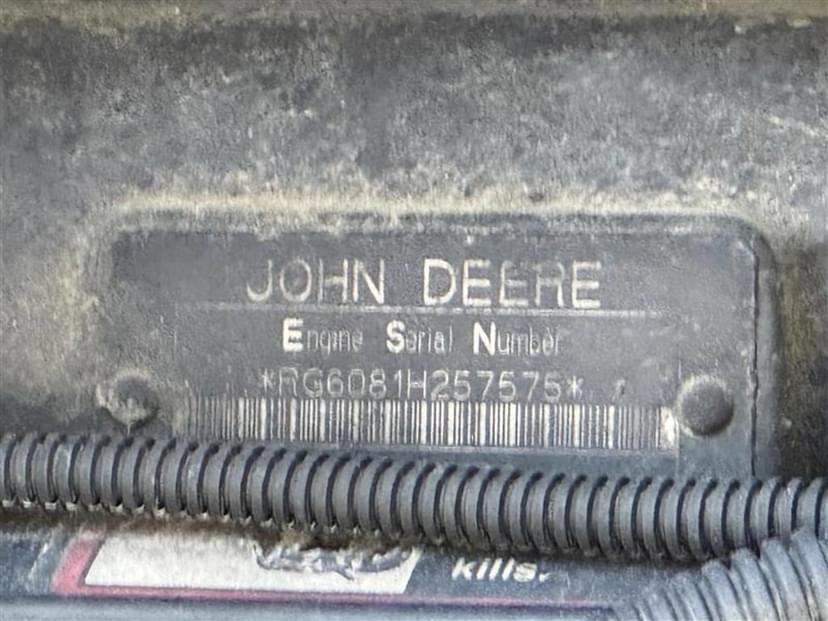 JOHN DEERE
Engine Serial Number
*RG6081H257575*
kills.